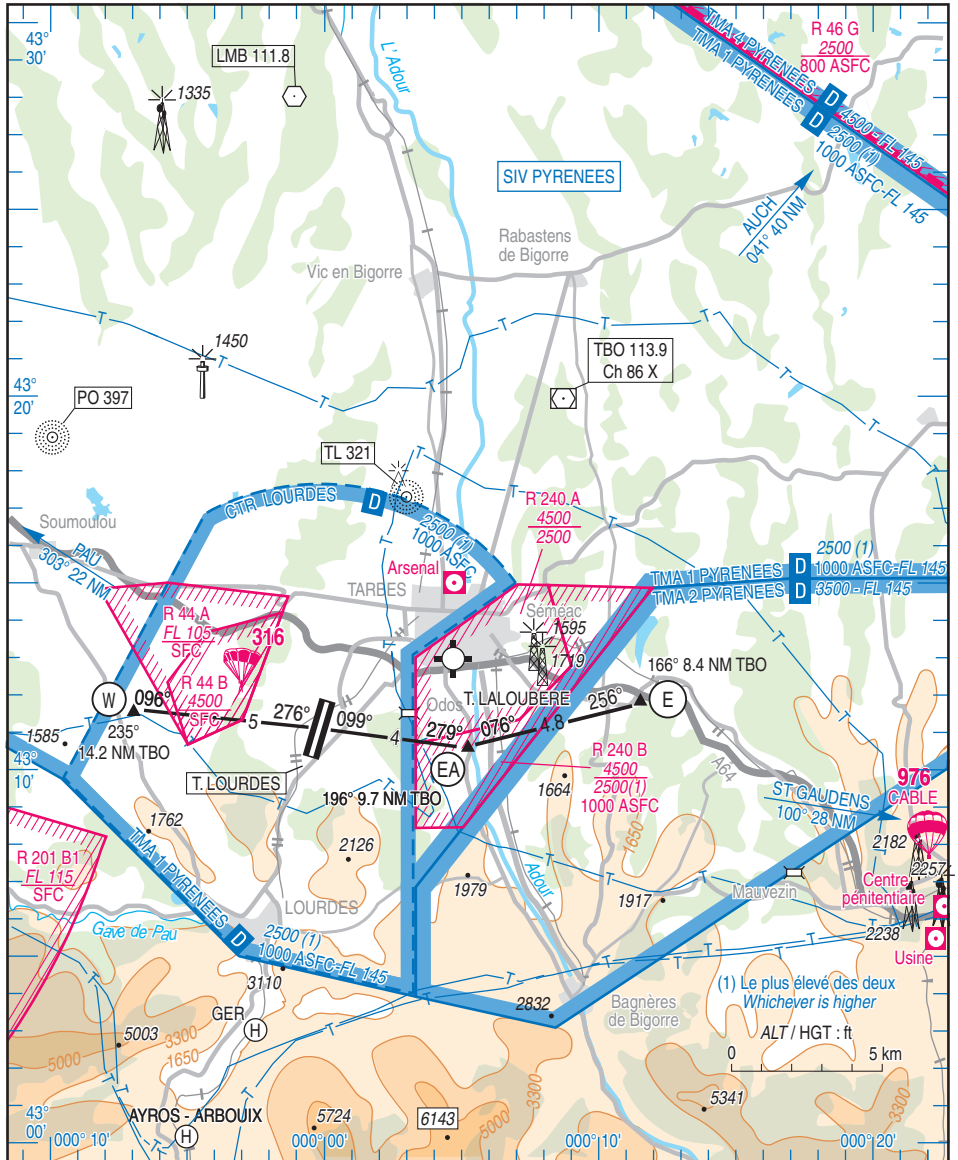 43°
30'
LMB 111.8
1335
L'Adour
TMA 4 PYRENEES
TMA 1 PYRENEES
R 46 G
2500
800 ASFC
D
D
4500 - FL 145
2500 (1)
1000 ASFC-FL 145
SIV PYRENEES
AUCH
041° 40 NM
Rabastens
de Bigorre
Vic en Bigorre
T
T
T
T
T
T
T
1450
TBO 113.9
Ch 86 X
43°
20'
PO 397
TL 321
CTR LOURDES
D
2500 (1)
1000 ASFC
R 240 A
4500
2500
Soumoulou
PAU
303° 22 NM
Arsenal
TARBES
TMA 1 PYRENEES
TMA 2 PYRENEES
D
D
2500 (1)
1000 ASFC-FL 145
3500 - FL 145
R 44 A
FL 105
SFC
316
Séméac
1595
1719
R 44 B
4500
SFC
166° 8.4 NM TBO
W
096°
5
276°
099°
4
279°
076°
4.8
256°
E
T. LALOUBERE
Odos
235°
14.2 NM TBO
1585
43°
10'
T. LOURDES
EA
196° 9.7 NM TBO
R 240 B
4500
2500(1)
1000 ASFC
1664
A64
1650
976
CABLE
ST GAUDENS
100° 28 NM
2182
2257
1762
TMA 1 PYRENEES
2126
1979
Adour
1917
Mauvezin
Centre
pénitentiaire
R 201 B1
FL 115
SFC
LOURDES
Gave de Pau
D
2500 (1)
1000 ASFC-FL 145
2238
Usine
3110
2832
Bagnères
de Bigorre
(1) Le plus élevé des deux
Whichever is higher
ALT / HGT : ft
0
5 km
GER
H
5003
3300
1650
5000
AYROS - ARBOUIX
H
5724
6143
5000
3300
5341
3300
43°
00'
000° 10'
000° 00'
000° 10'
000° 20'